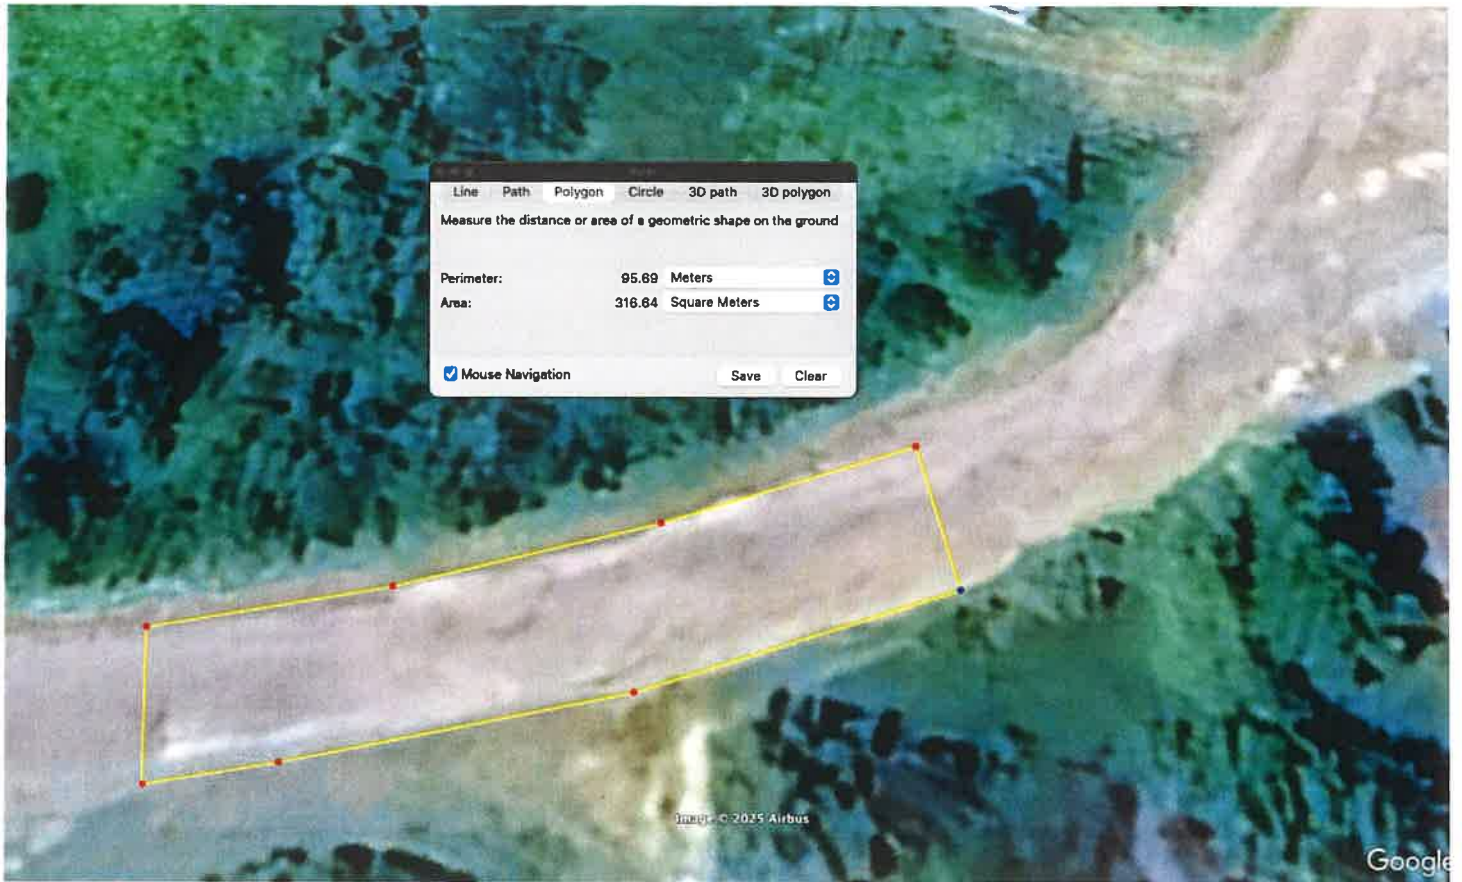 Line Path Polygon Circle 3D path 3D polygon
Measure the distance or area of a geometric shape on the ground
Perimeter: 95.69 Meters
Area: 316.64 Square Meters
Mouse Navigation Save Clear
Image © 2025 Airbus
Google